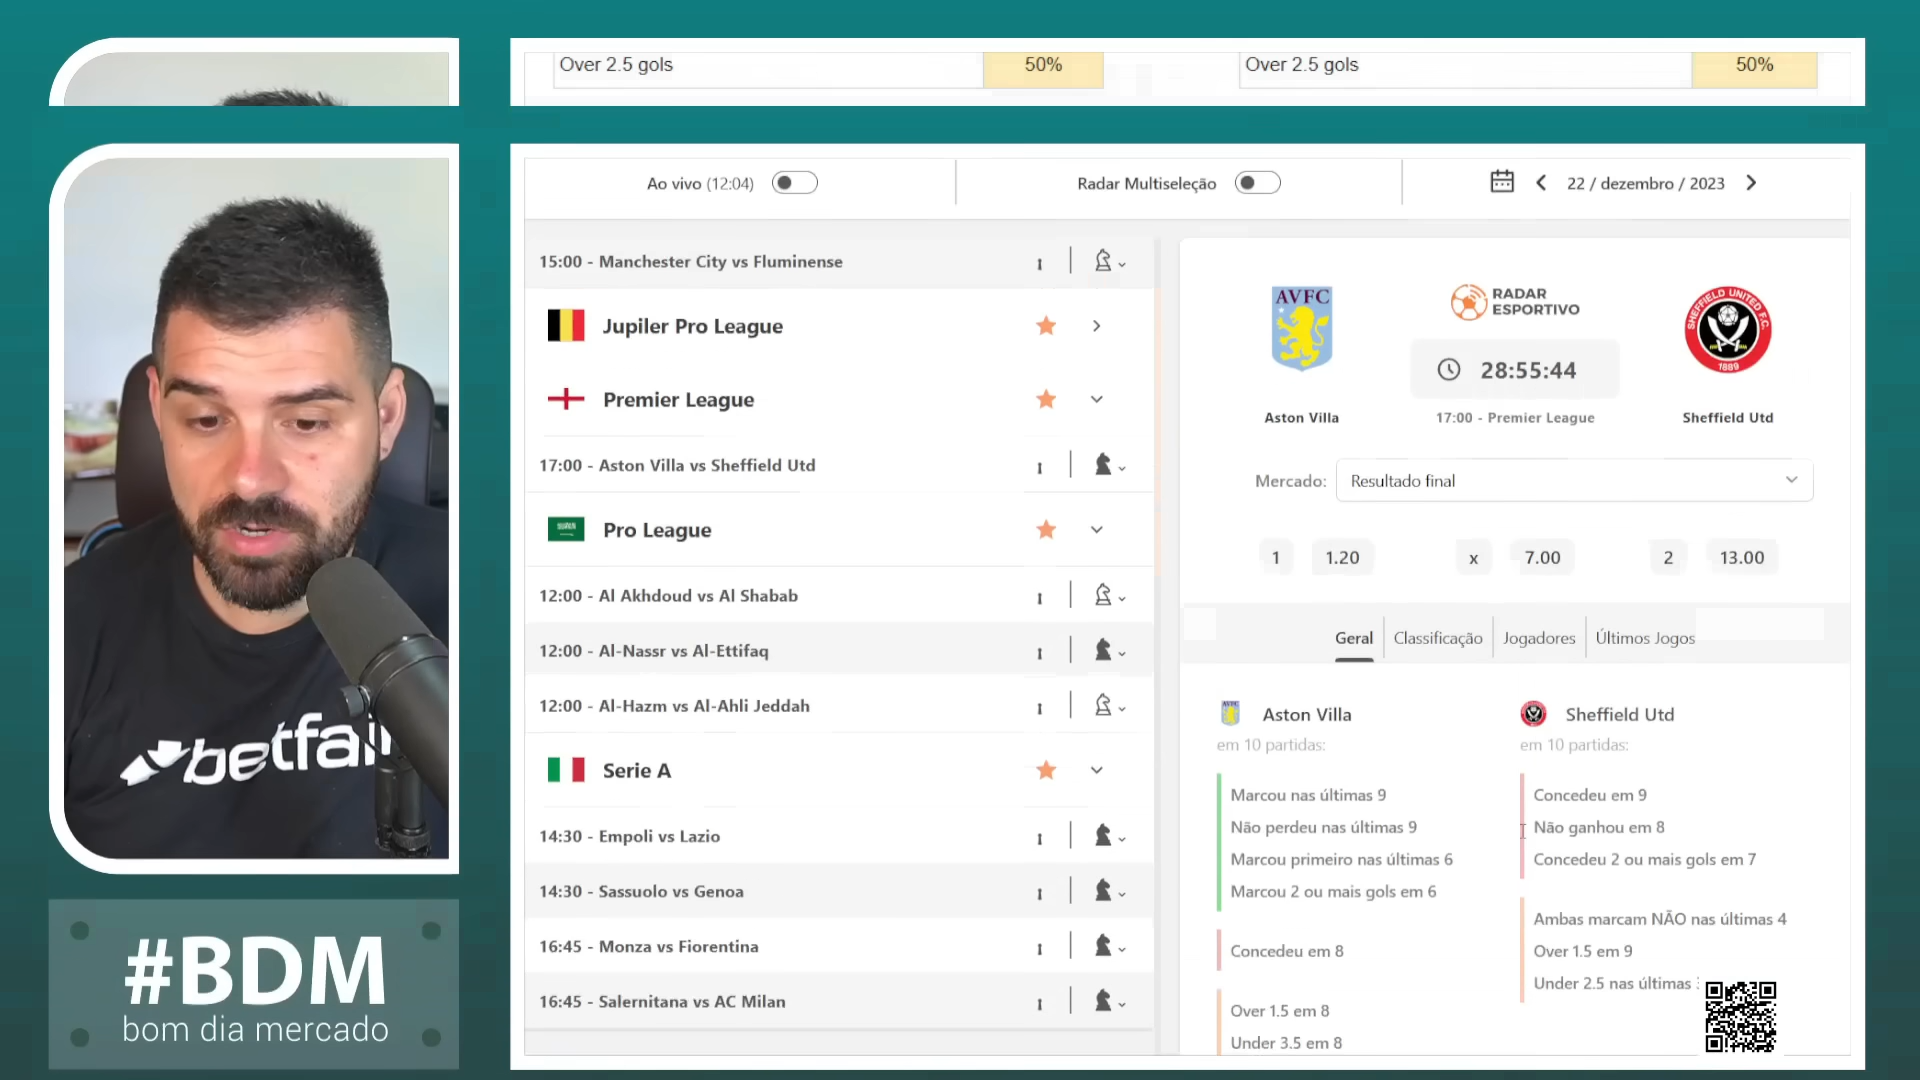 Over 2.5 gols
50%
Over 2.5 gols
50%
Ao vivo (12:04)
Radar Multiseleção
22 / dezembro / 2023
15:00 - Manchester City vs Fluminense
Jupiler Pro League
Premier League
17:00 - Aston Villa vs Sheffield Utd
Pro League
12:00 - Al Akhdoud vs Al Shabab
12:00 - Al-Nassr vs Al-Ettifaq
12:00 - Al-Hazm vs Al-Ahli Jeddah
Serie A
14:30 - Empoli vs Lazio
14:30 - Sassuolo vs Genoa
16:45 - Monza vs Fiorentina
16:45 - Salernitana vs AC Milan
AVFC
RADAR
ESPORTIVO
SHEFFIELD UNITED F.C.
1889
28:55:44
Aston Villa
17:00 - Premier League
Sheffield Utd
Mercado:
Resultado final
1
1.20
x
7.00
2
13.00
Geral
Classificação
Jogadores
Últimos Jogos
Aston Villa
em 10 partidas:
Marcou nas últimas 9
Não perdeu nas últimas 9
Marcou primeiro nas últimas 6
Marcou 2 ou mais gols em 6
Concedeu em 8
Over 1.5 em 8
Under 3.5 em 8
Sheffield Utd
em 10 partidas:
Concedeu em 9
Não ganhou em 8
Concedeu 2 ou mais gols em 7
Ambas marcam NÃO nas últimas 4
Over 1.5 em 9
Under 2.5 nas últimas
betfair
#BDM
bom dia mercado